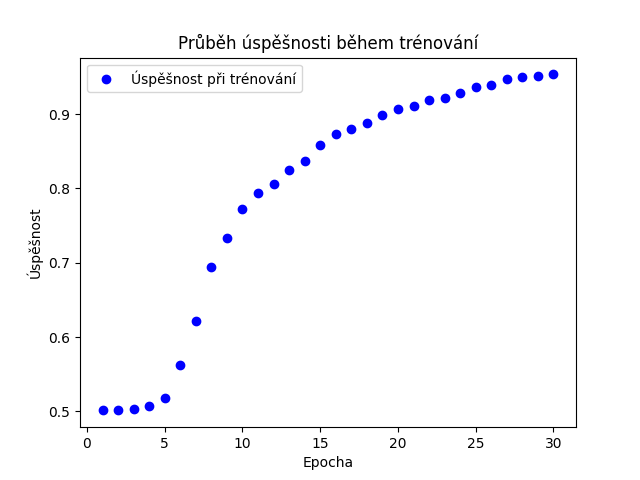 Průběh úspěšnosti během trénování
Úspěšnost při trénování
Úspěšnost
0.9
0.8
0.7
0.6
0.5
0 5 10 15 20 25 30
Epocha